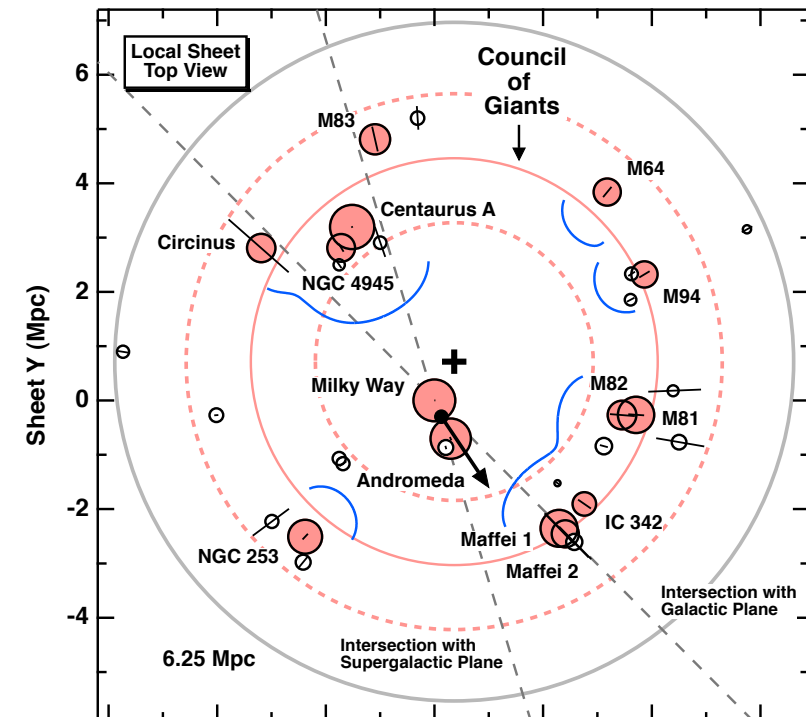 Local Sheet
Top View
Council
of
Giants
M83
M64
Centaurus A
Circinus
NGC 4945
M94
Milky Way
M82
M81
Andromeda
IC 342
Maffei 1
Maffei 2
NGC 253
Intersection with
Galactic Plane
Intersection with
Supergalactic Plane
6.25 Mpc
Sheet Y (Mpc)
6
4
2
0
-2
-4